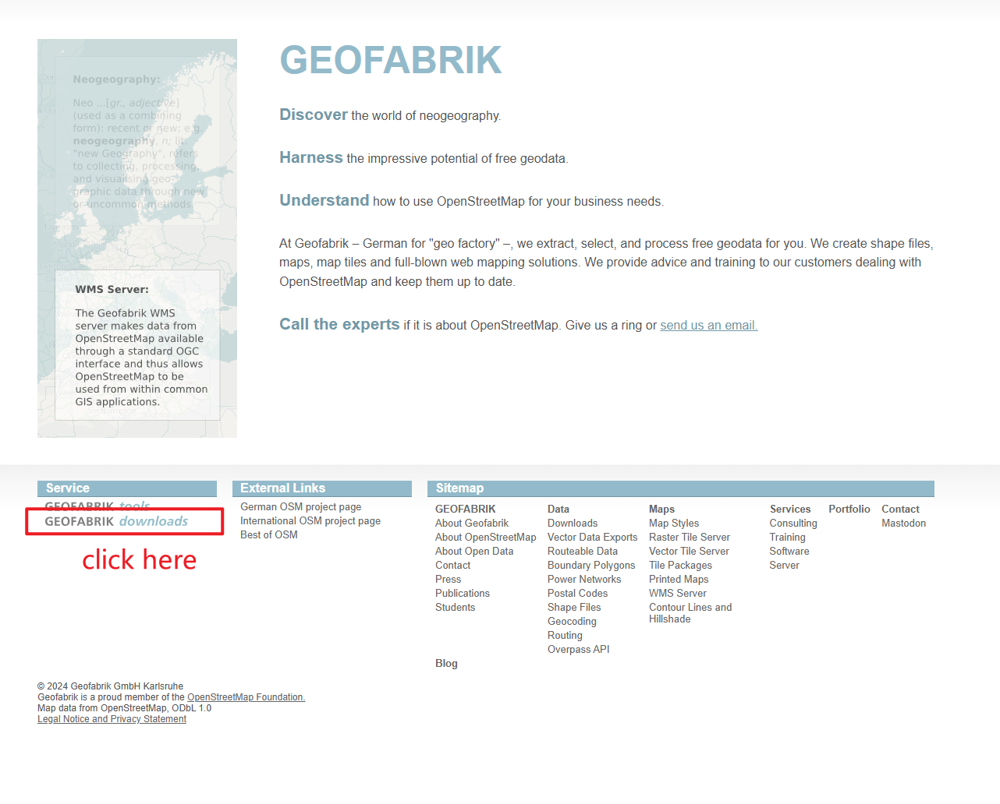 Neogeography:
Neo ...[gr., adjective]
(used as a combining
form): recent or new; e.g.
neogeography, n; lit.
"new Geography", refers
to collecting, processing,
and visualising geo-
graphic data through new
or uncommon methods
WMS Server:
The Geofabrik WMS
server makes data from
OpenStreetMap available
through a standard OGC
interface and thus allows
OpenStreetMap to be
used from within common
GIS applications.
GEOFABRIK
Discover the world of neogeography.
Harness the impressive potential of free geodata.
Understand how to use OpenStreetMap for your business needs.
At Geofabrik – German for "geo factory" –, we extract, select, and process free geodata for you. We create shape files,
maps, map tiles and full-blown web mapping solutions. We provide advice and training to our customers dealing with
OpenStreetMap and keep them up to date.
Call the experts if it is about OpenStreetMap. Give us a ring or send us an email.
Service
GEOFABRIK tools
GEOFABRIK downloads
click here
External Links
German OSM project page
International OSM project page
Best of OSM
Sitemap
GEOFABRIK
About Geofabrik
About OpenStreetMap
About Open Data
Contact
Press
Publications
Students
Data
Downloads
Vector Data Exports
Routeable Data
Boundary Polygons
Power Networks
Postal Codes
Shape Files
Geocoding
Routing
Overpass API
Maps
Map Styles
Raster Tile Server
Vector Tile Server
Tile Packages
Printed Maps
WMS Server
Contour Lines and
Hillshade
Services
Consulting
Training
Software
Server
Portfolio
Contact
Mastodon
Blog
© 2024 Geofabrik GmbH Karlsruhe
Geofabrik is a proud member of the OpenStreetMap Foundation.
Map data from OpenStreetMap, ODbL 1.0
Legal Notice and Privacy Statement